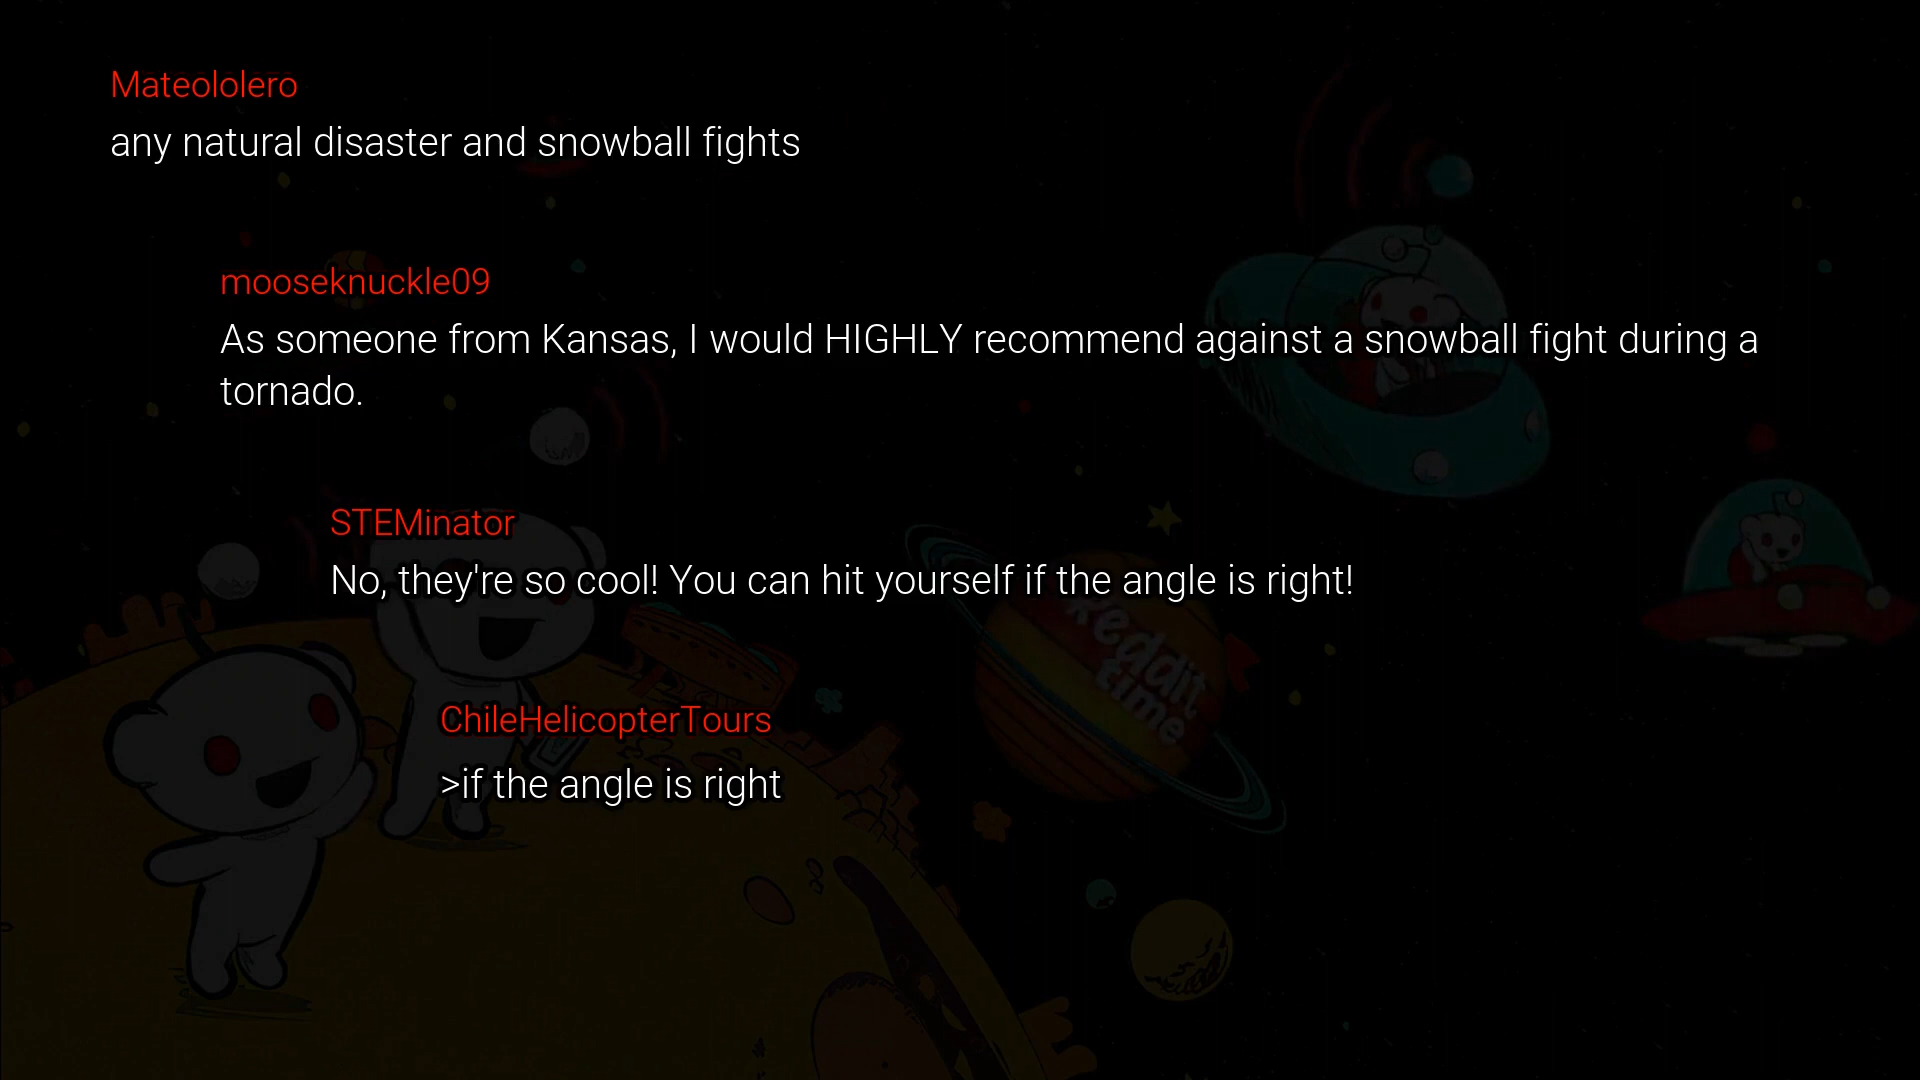 Mateololero
any natural disaster and snowball fights
mooseknuckle09
As someone from Kansas, I would HIGHLY recommend against a snowball fight during a
tornado.
STEMinator
No, they're so cool! You can hit yourself if the angle is right!
reddit
time
ChileHelicopterTours
>if the angle is right